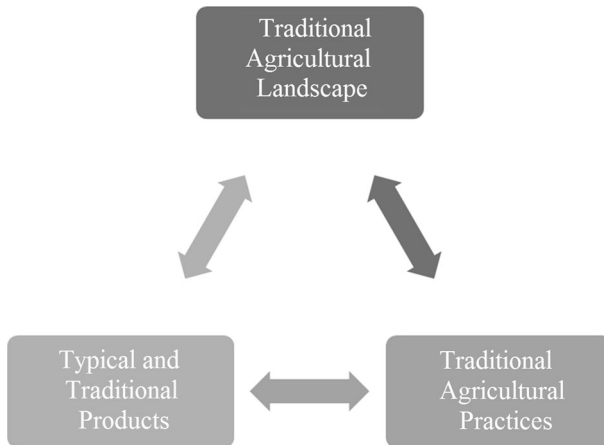 Traditional
Agricultural
Landscape
Typical and
Traditional
Products
Traditional
Agricultural
Practices